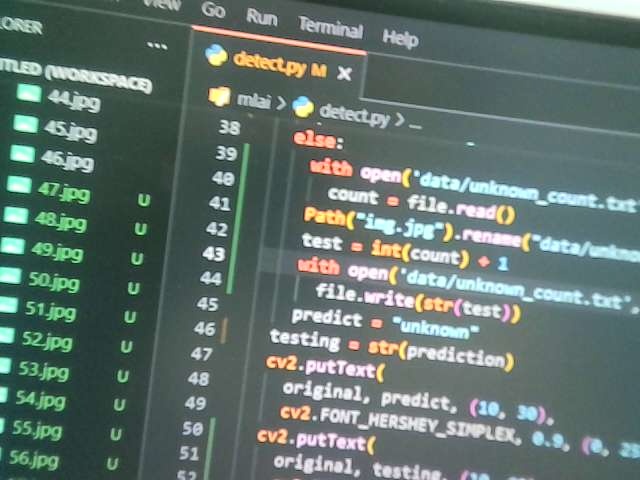 View Go Run Terminal Help
LORER
...
detect.py M ×
TITLED (WORKSPACE)
mlai > detect.py > ...
44.jpg
45.jpg
46.jpg
47.jpg U
48.jpg U
49.jpg U
50.jpg U
51.jpg U
52.jpg U
53.jpg U
54.jpg U
55.jpg U
56.jpg U
38 else:
39 with open('data/unknown_count.txt'
40 count = file.read()
41 Path("img.jpg").rename("data/unkno
42 test = int(count) + 1
43 with open('data/unknown_count.txt',
44 file.write(str(test))
45 predict = "unknown"
46 testing = str(prediction)
47 cv2.putText(
48 original, predict, (10, 30),
49 cv2.FONT_HERSHEY_SIMPLEX, 0.9, (0, 25
50 cv2.putText(
51 original, testing, (10,
52